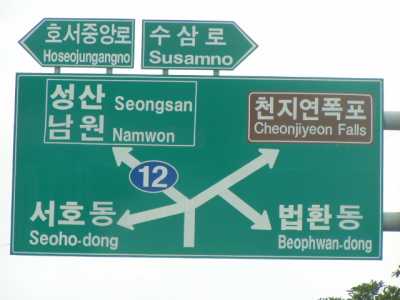 호서중앙로
Hoseojungangno
수삼로
Susamno
성산 Seongsan
남원 Namwon
천지연폭포
Cheonjiyeon Falls
12
서호동
Seoho-dong
법환동
Beophwan-dong